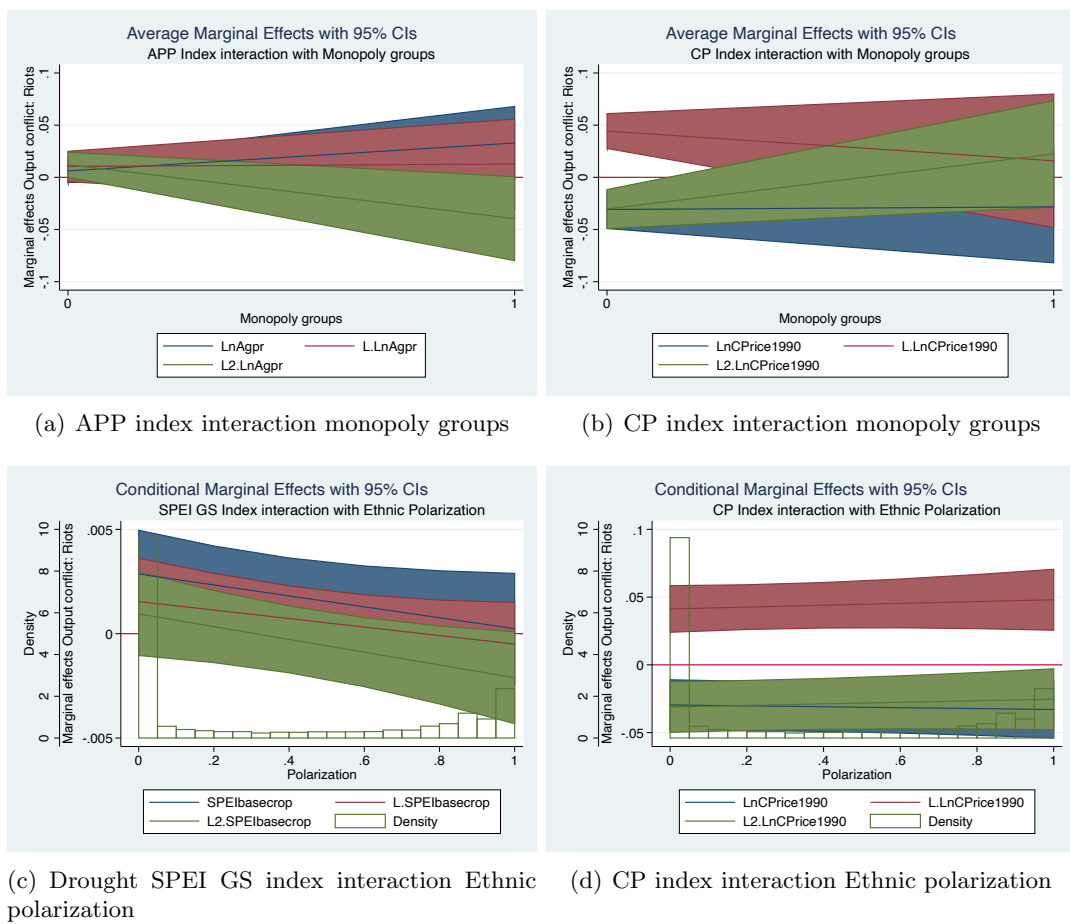 Average Marginal Effects with 95% CIs
APP Index interaction with Monopoly groups
Marginal effects Output conflict: Riots
.1
.05
0
-.05
-.1
0
1
Monopoly groups
LnAgpr
L.LnAgpr
L2.LnAgpr
(a) APP index interaction monopoly groups
Average Marginal Effects with 95% CIs
CP Index interaction with Monopoly groups
Marginal effects Output conflict: Riots
.1
.05
0
-.05
-.1
0
1
Monopoly groups
LnCPrice1990
L.LnCPrice1990
L2.LnCPrice1990
(b) CP index interaction monopoly groups
Conditional Marginal Effects with 95% CIs
SPEI GS Index interaction with Ethnic Polarization
Density
10
8
6
4
2
0
Marginal effects Output conflict: Riots
.005
0
-.005
0
.2
.4
.6
.8
1
Polarization
SPEIbasecrop
L.SPEIbasecrop
L2.SPEIbasecrop
Density
(c) Drought SPEI GS index interaction Ethnic
polarization
Conditional Marginal Effects with 95% CIs
CP Index interaction with Ethnic Polarization
Density
10
8
6
4
2
0
Marginal effects Output conflict: Riots
.1
.05
0
-.05
0
.2
.4
.6
.8
1
Polarization
LnCPrice1990
L.LnCPrice1990
L2.LnCPrice1990
Density
(d) CP index interaction Ethnic polarization